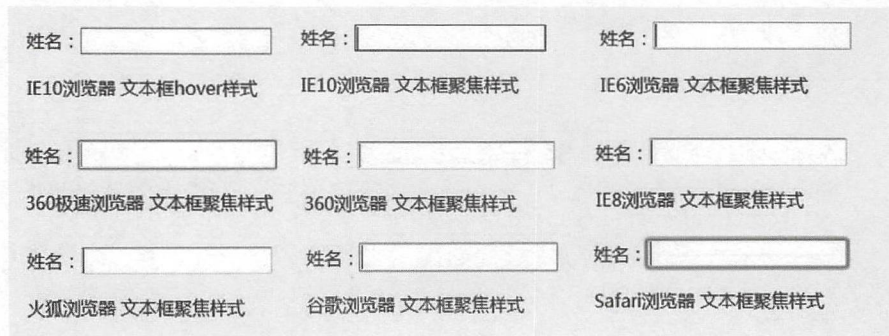 姓名： 姓名： 姓名：
IE10浏览器 文本框hover样式 IE10浏览器 文本框聚焦样式 IE6浏览器 文本框聚焦样式
姓名： 姓名： 姓名：
360极速浏览器 文本框聚焦样式 360浏览器 文本框聚焦样式 IE8浏览器 文本框聚焦样式
姓名： 姓名： 姓名：
火狐浏览器 文本框聚焦样式 谷歌浏览器 文本框聚焦样式 Safari浏览器 文本框聚焦样式